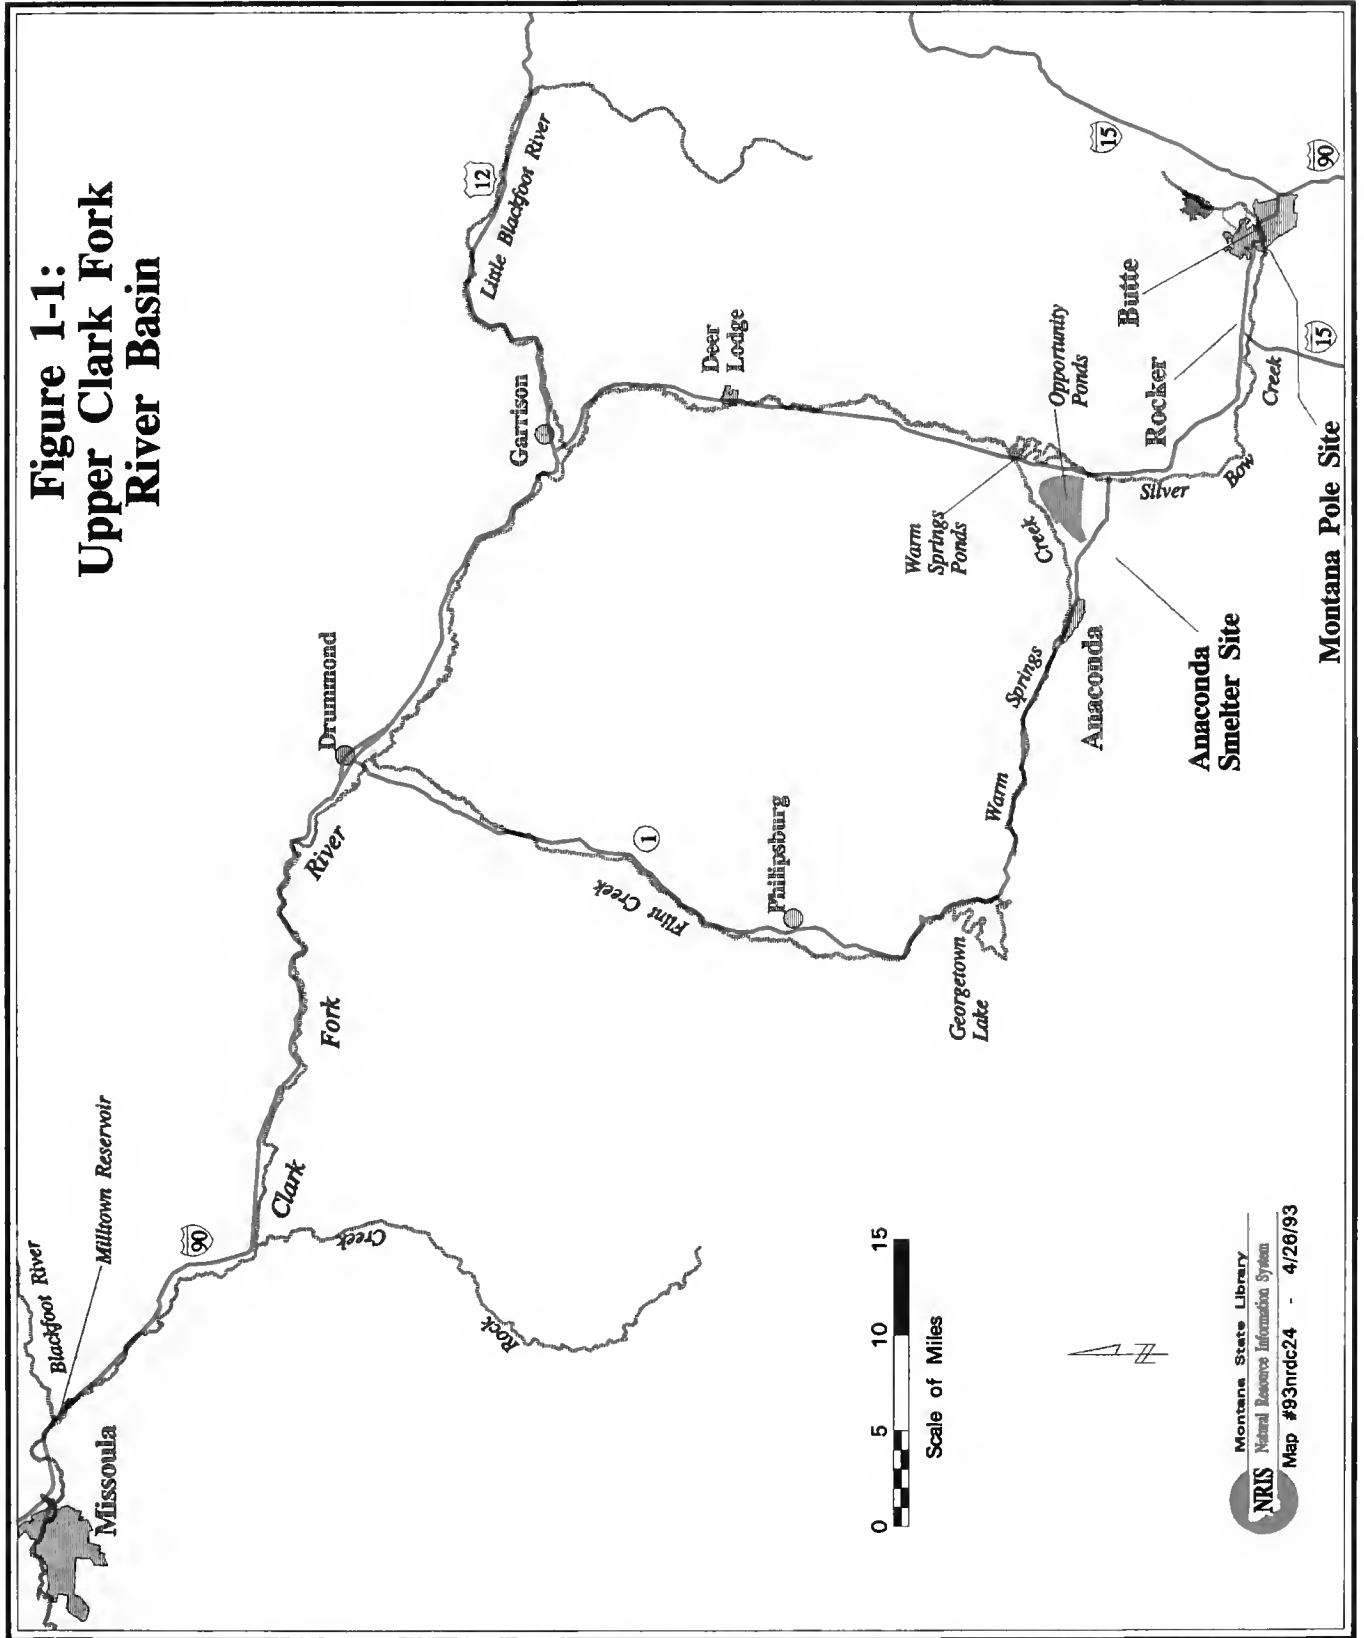 Figure 1-1:
Upper Clark Fork
River Basin
Missoula
Blackfoot River
Milltown Reservoir
90
Clark
Fork
River
Rock
Creek
Drummond
Flint Creek
1
Philipsburg
Georgetown
Lake
Garrison
12
Little Blackfoot River
Deer
Lodge
Warm
Springs
Ponds
Opportunity
Ponds
Warm
Springs
Creek
Anaconda
Anaconda
Smelter Site
Silver
Bow
Creek
Rocker
Butte
15
90
15
Montana Pole Site
0 5 10 15
Scale of Miles
N
NRIS
Montana State Library
Natural Resource Information System
Map #93nrdc24 - 4/26/93